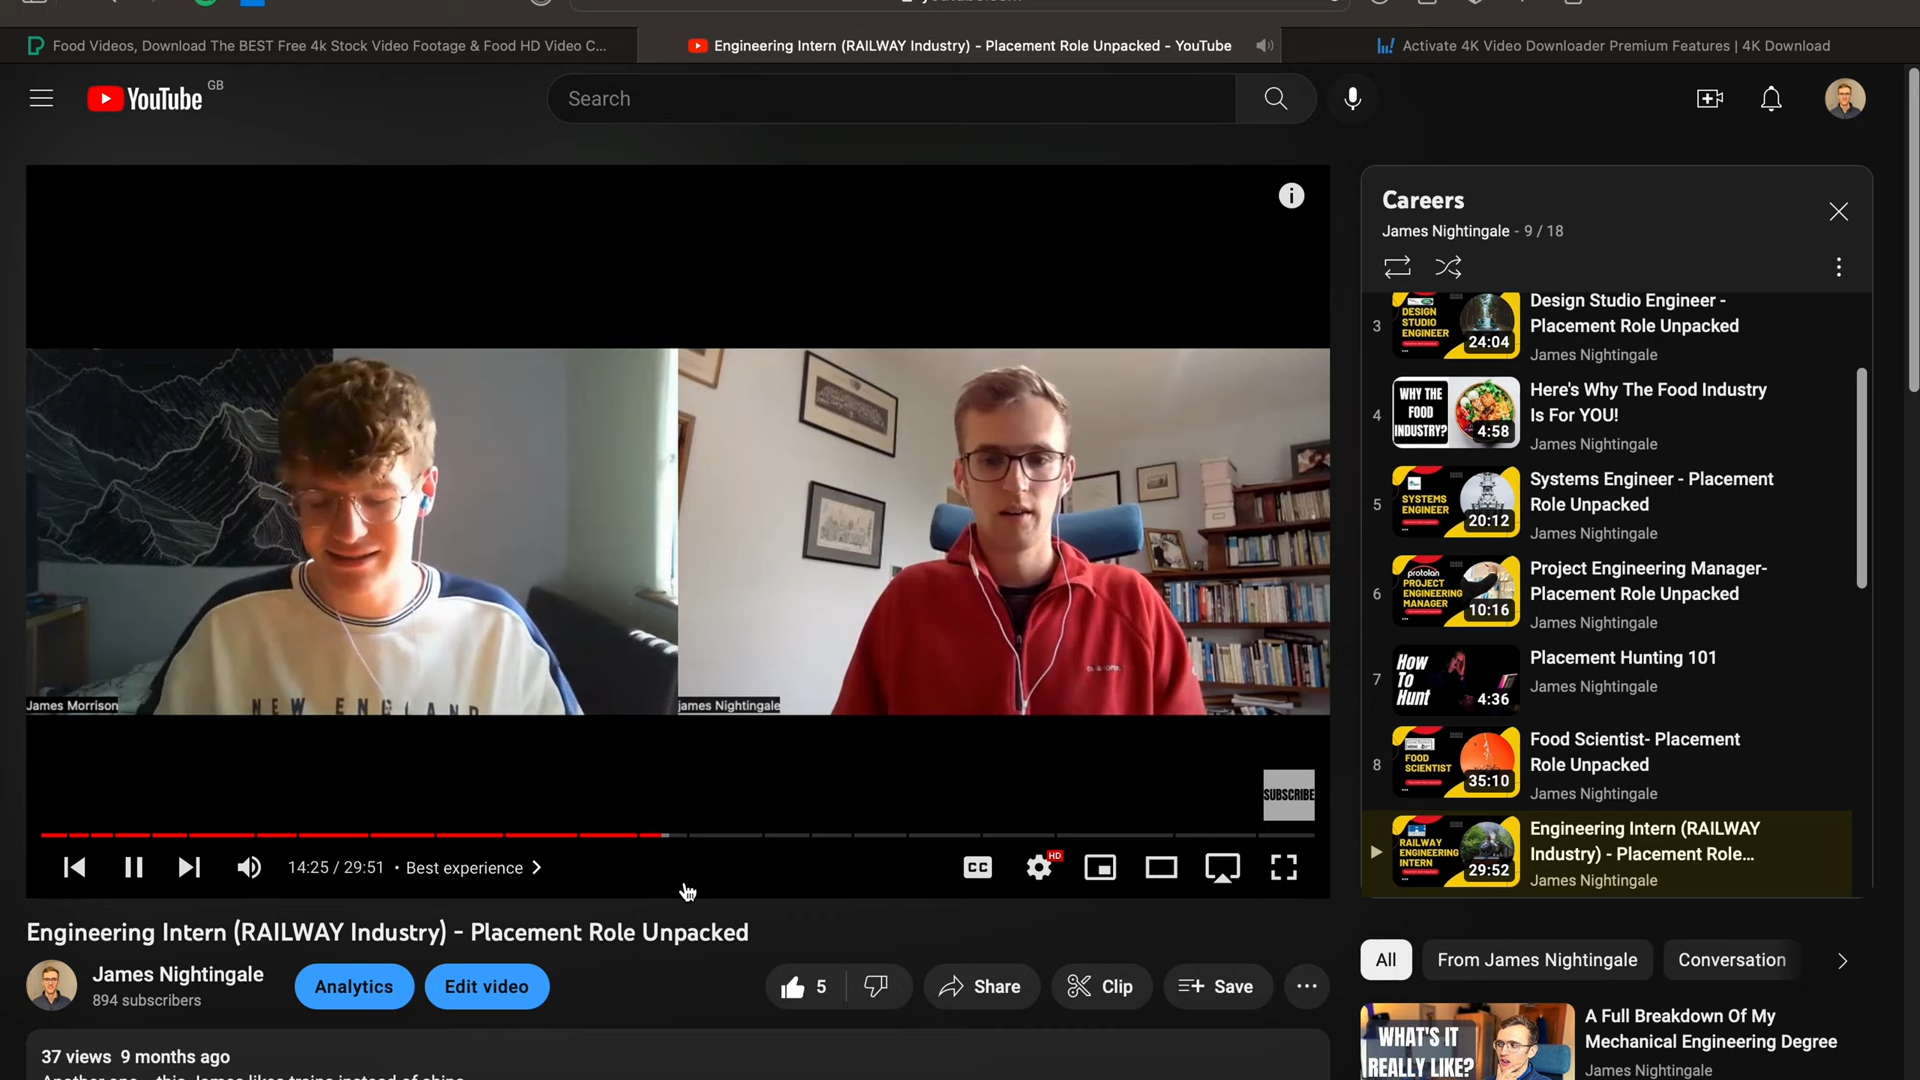 Food Videos, Download The BEST Free 4k Stock Video Footage & Food HD Video C...
Engineering Intern (RAILWAY Industry) - Placement Role Unpacked - YouTube
Activate 4K Video Downloader Premium Features | 4K Download
YouTube GB
Search
James Morrison
NEW ENGLAND
james Nightingale
SUBSCRIBE
14:25 / 29:51 • Best experience
CC
HD
Engineering Intern (RAILWAY Industry) - Placement Role Unpacked
James Nightingale
894 subscribers
Analytics
Edit video
5
Share
Clip
Save
37 views 9 months ago
Careers
James Nightingale - 9 / 18
3
DESIGN
STUDIO
ENGINEER
24:04
Design Studio Engineer -
Placement Role Unpacked
James Nightingale
4
WHY THE
FOOD
INDUSTRY?
4:58
Here's Why The Food Industry
Is For YOU!
James Nightingale
5
SYSTEMS
ENGINEER
20:12
Systems Engineer - Placement
Role Unpacked
James Nightingale
6
protolan
PROJECT
ENGINEERING
MANAGER
10:16
Project Engineering Manager-
Placement Role Unpacked
James Nightingale
7
How
To
Hunt
4:36
Placement Hunting 101
James Nightingale
8
FOOD
SCIENTIST
35:10
Food Scientist- Placement
Role Unpacked
James Nightingale
RAILWAY
ENGINEERING
INTERN
29:52
Engineering Intern (RAILWAY
Industry) - Placement Role...
James Nightingale
All
From James Nightingale
Conversation
WHAT'S IT
REALLY LIKE?
A Full Breakdown Of My
Mechanical Engineering Degree
James Nightingale